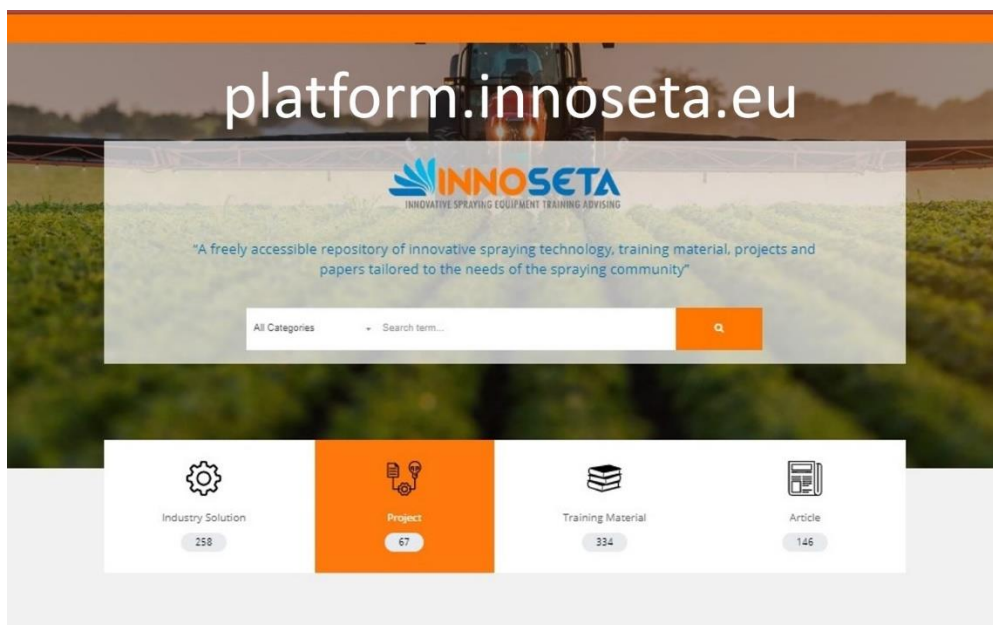 platform.innoseta.eu
INNOSETA
INNOVATIVE SPRAYING EQUIPMENT TRAINING ADVISING
"A freely accessible repository of innovative spraying technology, training material, projects and
papers tailored to the needs of the spraying community"
All Categories Search term...
Industry Solution Project Training Material Article
258 67 334 146